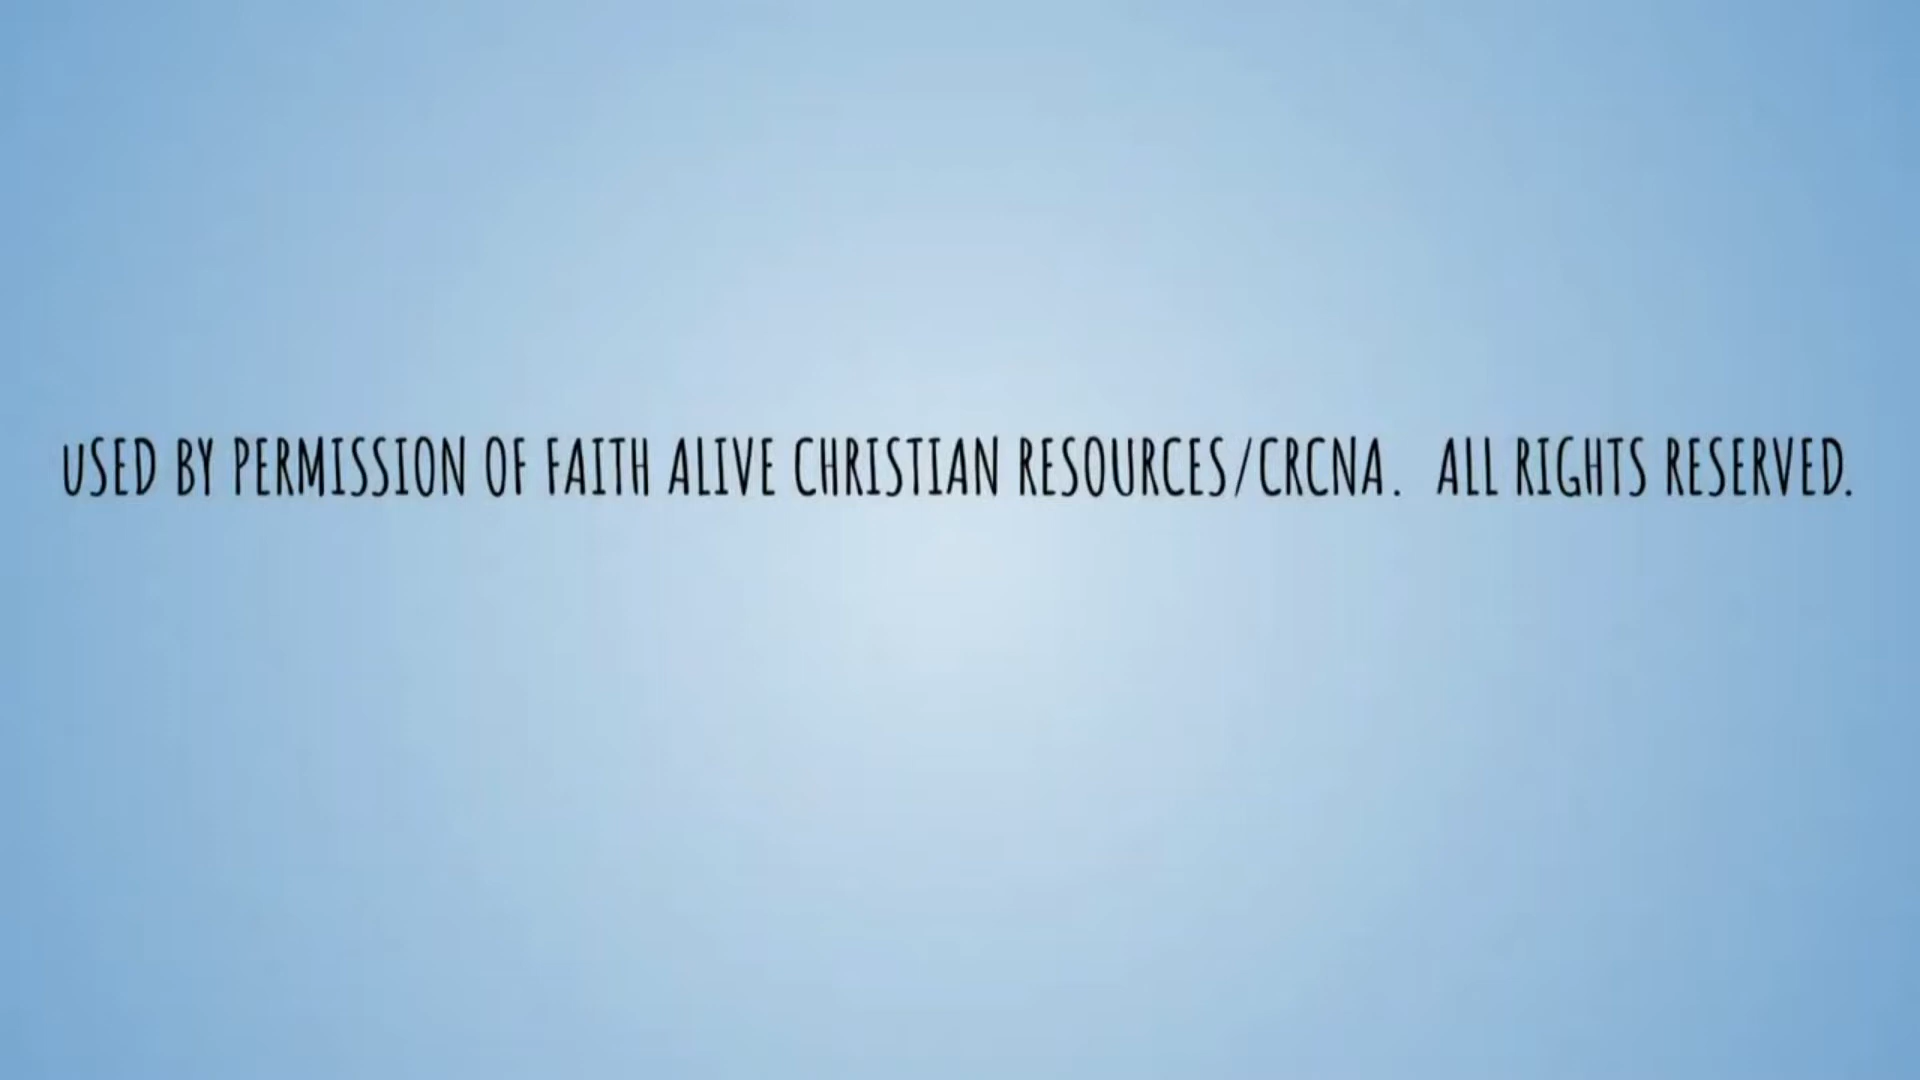 USED BY PERMISSION OF FAITH ALIVE CHRISTIAN RESOURCES/CRCNA.  ALL RIGHTS RESERVED.